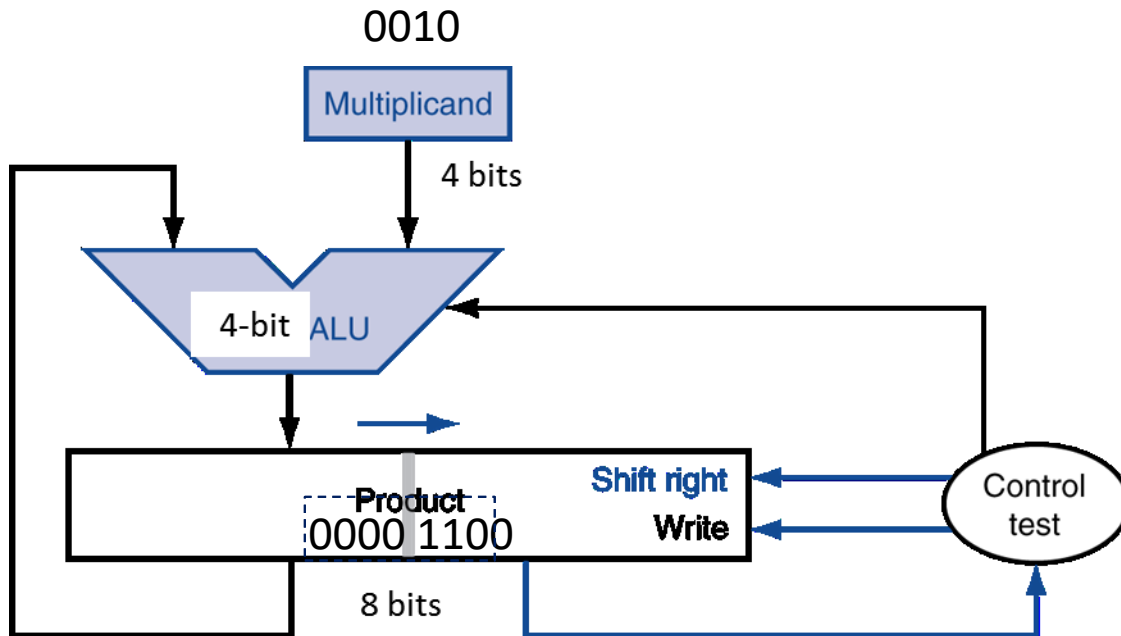 0010
Multiplicand
4 bits
4-bit ALU
Shift right
Product
Write
0000 1100
Control
test
8 bits